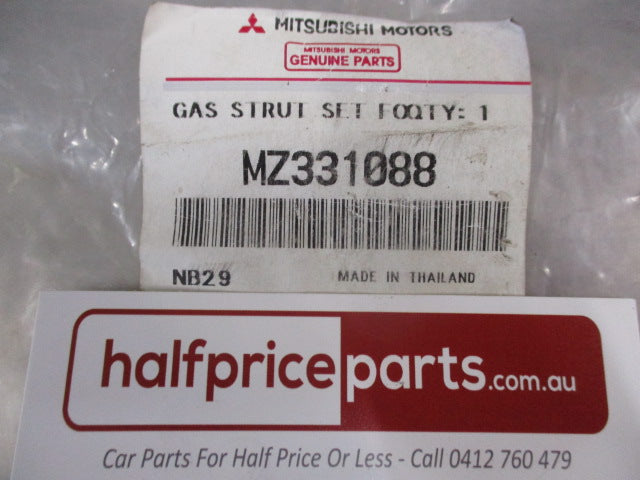 MITSUBISHI MOTORS
MITSUBISHI MOTORS
GENUINE PARTS
GAS STRUT SET FOQTY: 1
MZ331088
NB29 MADE IN THAILAND
halfpriceparts.com.au
Car Parts For Half Price Or Less - Call 0412 760 479